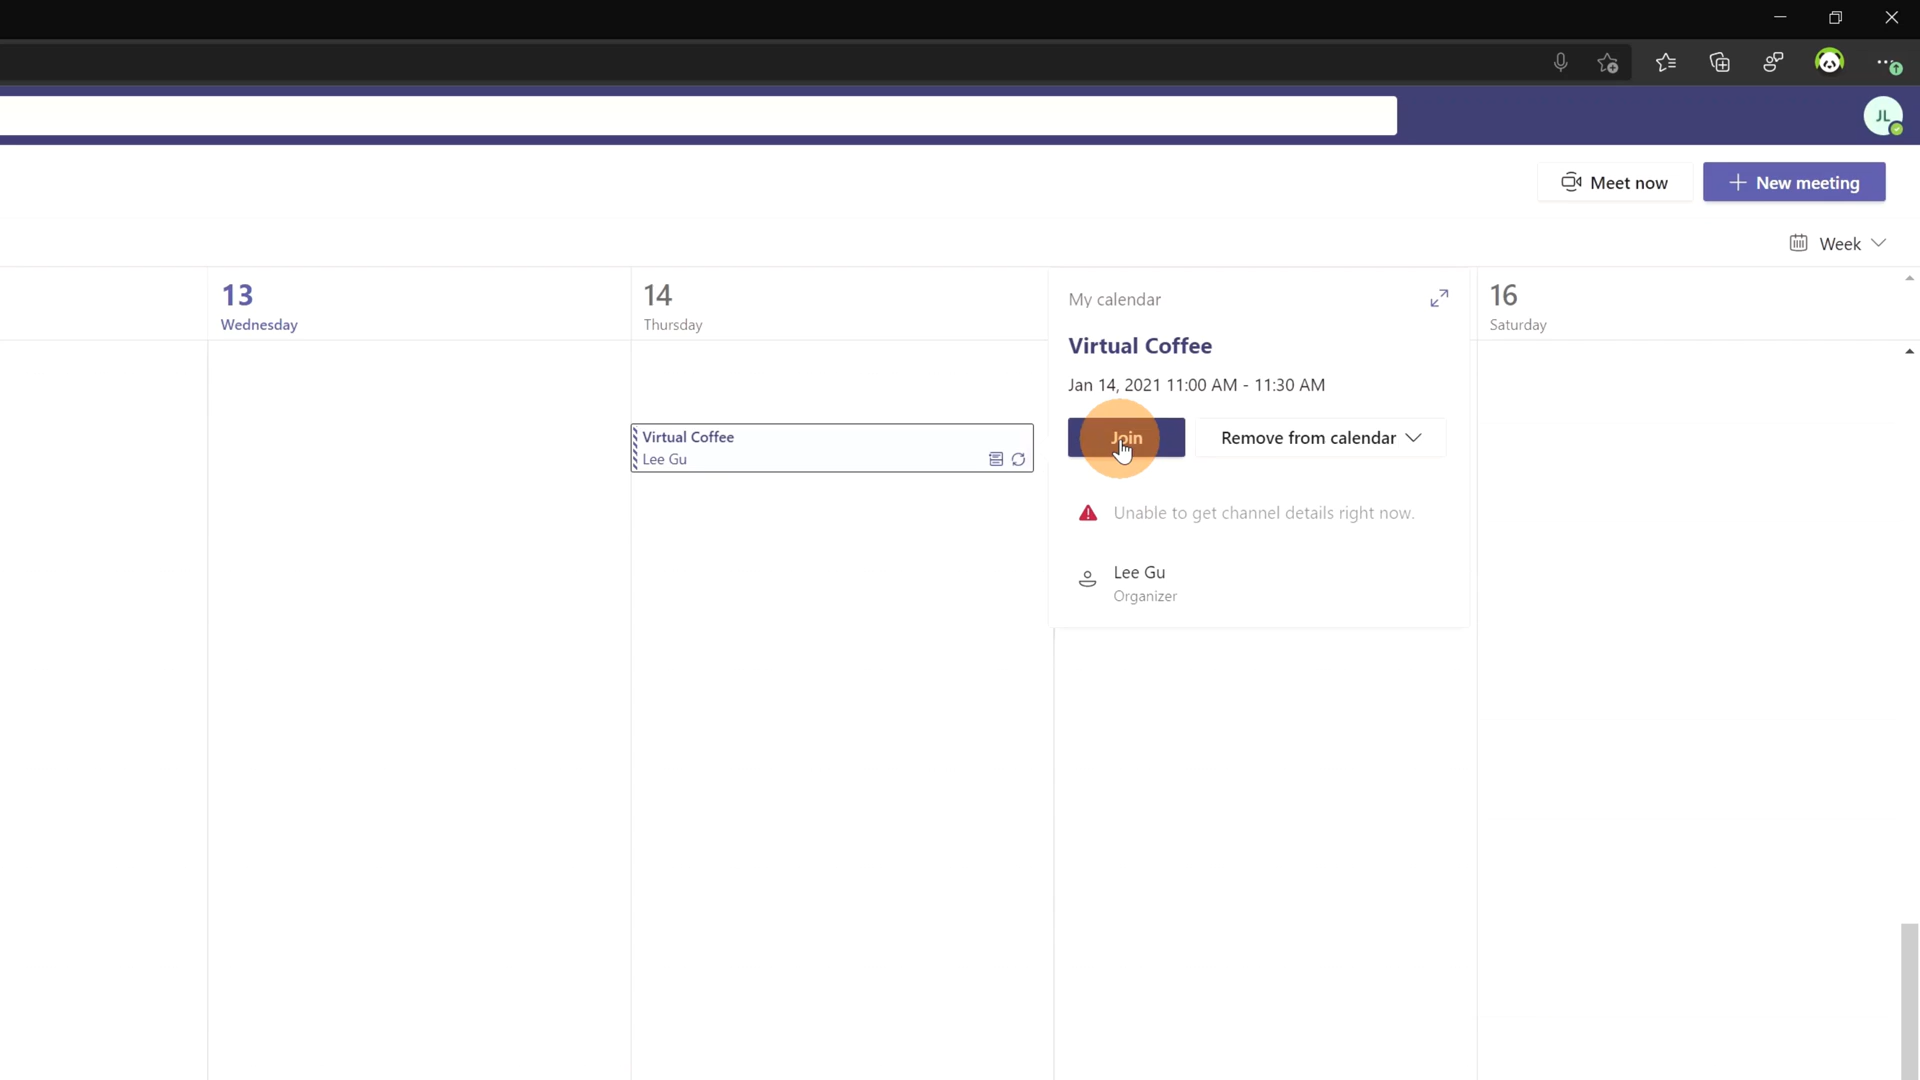 JL
Meet now
New meeting
Week
13
Wednesday
14
Thursday
16
Saturday
My calendar
Virtual Coffee
Jan 14, 2021 11:00 AM - 11:30 AM
Join
Remove from calendar
Unable to get channel details right now.
Lee Gu
Organizer
Virtual Coffee
Lee Gu